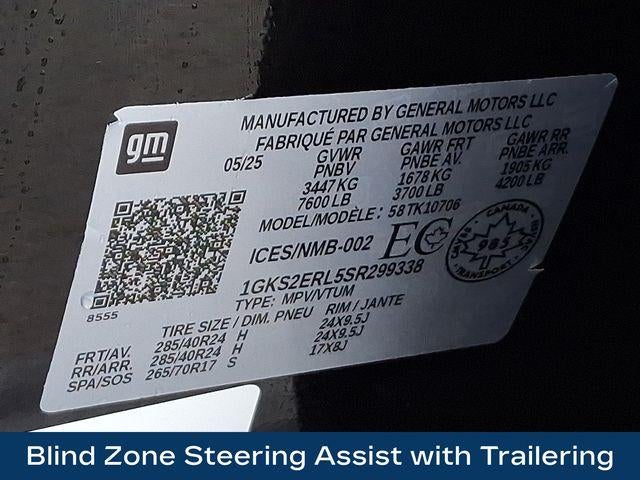 gm
MANUFACTURED BY GENERAL MOTORS LLC
FABRIQUÉ PAR GENERAL MOTORS LLC
05/25 GVWR GAWR FRT GAWR RR
PNBV PNBE AV. PNBE ARR.
3447 KG 1678 KG 1905 KG
7600 LB 3700 LB 4200 LB
MODEL/MODÈLE: 58TK10706
ICES/NMB-002 EC
CANADA
985
TRANSPORT
1GKS2ERL5SR299338
TYPE: MPV/VTUM
8555
TIRE SIZE / DIM. PNEU RIM / JANTE
FRT/AV. 285/40R24 H 24X9.5J
RR/ARR. 285/40R24 H 24X9.5J
SPA/SOS 265/70R17 S 17X8J
Blind Zone Steering Assist with Trailering